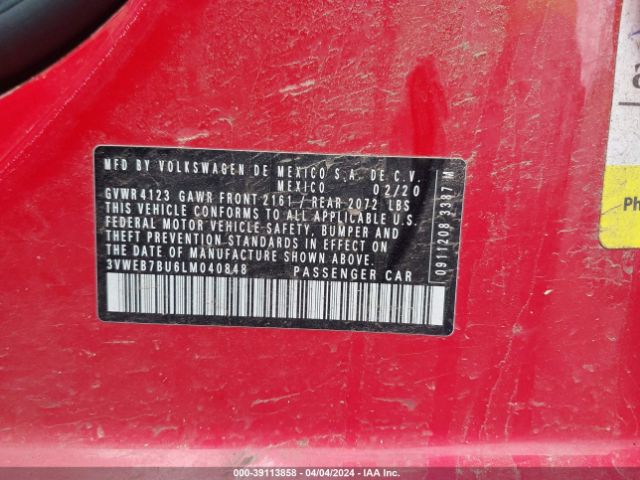 MFD BY VOLKSWAGEN DE MEXICO S.A. DE C.V.
MEXICO 02/20
GVWR 4123 GAWR FRONT 2161 / REAR 2072 LBS
THIS VEHICLE CONFORMS TO ALL APPLICABLE U.S.
FEDERAL MOTOR VEHICLE SAFETY, BUMPER AND
THEFT PREVENTION STANDARDS IN EFFECT ON
THE DATE OF MANUFACTURE SHOWN ABOVE.
3VWEB7BU6LM040848 PASSENGER CAR
0911208 3387 M
Ph
000-39113858 - 04/04/2024 - IAA Inc.